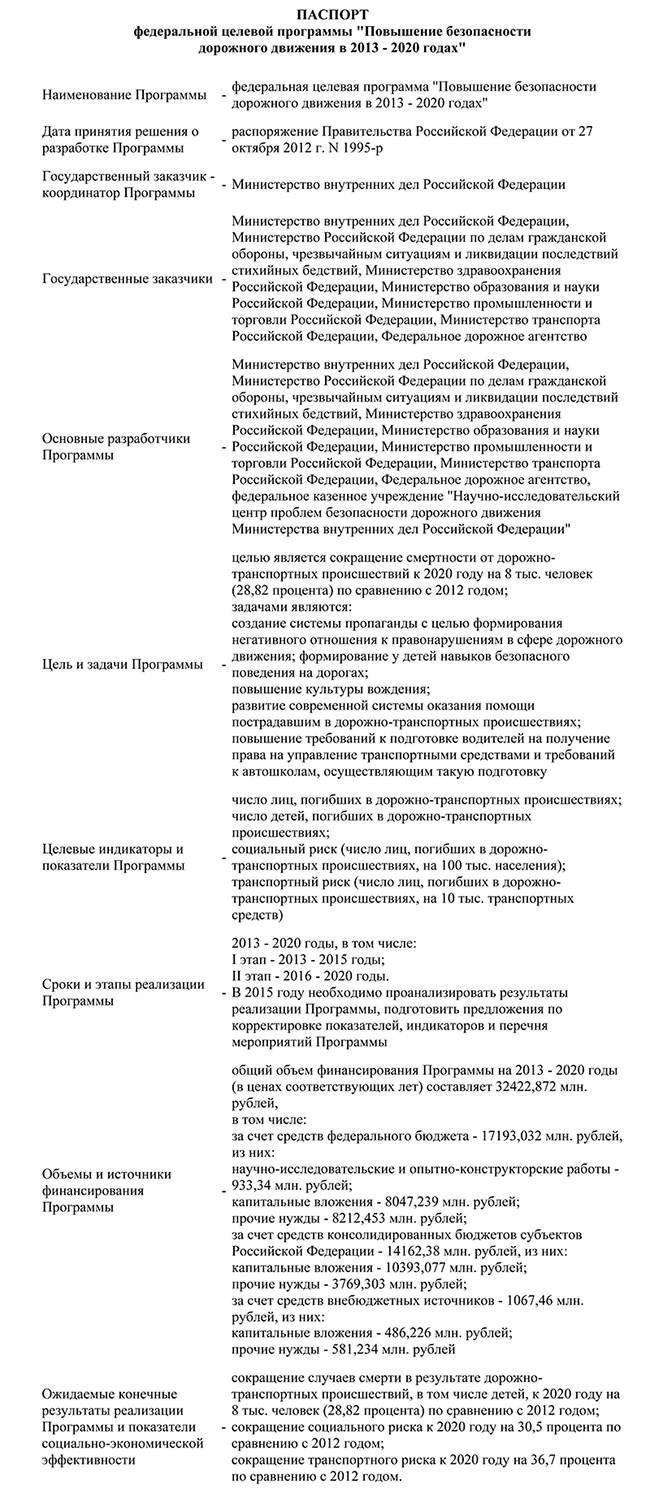 ПАСПОРТ
федеральной целевой программы "Повышение безопасности
дорожного движения в 2013 - 2020 годах"
Наименование Программы - федеральная целевая программа "Повышение безопасности
дорожного движения в 2013 - 2020 годах"
Дата принятия решения о
разработке Программы
- распоряжение Правительства Российской Федерации от 27
октября 2012 г. N 1995-р
Государственный заказчик -
координатор Программы
- Министерство внутренних дел Российской Федерации
Государственные заказчики -
Министерство внутренних дел Российской Федерации,
Министерство Российской Федерации по делам гражданской
обороны, чрезвычайным ситуациям и ликвидации последствий
стихийных бедствий, Министерство здравоохранения
Российской Федерации, Министерство образования и науки
Российской Федерации, Министерство промышленности и
торговли Российской Федерации, Министерство транспорта
Российской Федерации, Федеральное дорожное агентство
Основные разработчики
Программы
-
Министерство внутренних дел Российской Федерации,
Министерство Российской Федерации по делам гражданской
обороны, чрезвычайным ситуациям и ликвидации последствий
стихийных бедствий, Министерство здравоохранения
Российской Федерации, Министерство образования и науки
Российской Федерации, Министерство промышленности и
торговли Российской Федерации, Министерство транспорта
Российской Федерации, Федеральное дорожное агентство,
федеральное казенное учреждение "Научно-исследовательский
центр проблем безопасности дорожного движения
Министерства внутренних дел Российской Федерации"
Цель и задачи Программы -
целью является сокращение смертности от дорожно-
транспортных происшествий к 2020 году на 8 тыс. человек
(28,82 процента) по сравнению с 2012 годом;
задачами являются:
создание системы пропаганды с целью формирования
негативного отношения к правонарушениям в сфере дорожного
движения; формирование у детей навыков безопасного
поведения на дорогах;
повышение культуры вождения;
развитие современной системы оказания помощи
пострадавшим в дорожно-транспортных происшествиях;
повышение требований к подготовке водителей на получение
права на управление транспортными средствами и требований
к автошколам, осуществляющим такую подготовку
Целевые индикаторы и
показатели Программы
-
число лиц, погибших в дорожно-транспортных происшествиях;
число детей, погибших в дорожно-транспортных
происшествиях;
социальный риск (число лиц, погибших в дорожно-
транспортных происшествиях, на 100 тыс. населения);
транспортный риск (число лиц, погибших в дорожно-
транспортных происшествиях, на 10 тыс. транспортных
средств)
Сроки и этапы реализации
Программы
-
2013 - 2020 годы, в том числе:
I этап - 2013 - 2015 годы;
II этап - 2016 - 2020 годы.
В 2015 году необходимо проанализировать результаты
реализации Программы, подготовить предложения по
корректировке показателей, индикаторов и перечня
мероприятий Программы
Объемы и источники
финансирования
Программы
-
общий объем финансирования Программы на 2013 - 2020 годы
(в ценах соответствующих лет) составляет 32422,872 млн.
рублей,
в том числе:
за счет средств федерального бюджета - 17193,032 млн. рублей,
из них:
научно-исследовательские и опытно-конструкторские работы -
933,34 млн. рублей;
капитальные вложения - 8047,239 млн. рублей;
прочие нужды - 8212,453 млн. рублей;
за счет средств консолидированных бюджетов субъектов
Российской Федерации - 14162,38 млн. рублей, из них:
капитальные вложения - 10393,077 млн. рублей;
прочие нужды - 3769,303 млн. рублей;
за счет средств внебюджетных источников - 1067,46 млн.
рублей, из них:
капитальные вложения - 486,226 млн. рублей;
прочие нужды - 581,234 млн. рублей
Ожидаемые конечные
результаты реализации
Программы и показатели
социально-экономической
эффективности
-
сокращение случаев смерти в результате дорожно-
транспортных происшествий, в том числе детей, к 2020 году на
8 тыс. человек (28,82 процента) по сравнению с 2012 годом;
сокращение социального риска к 2020 году на 30,5 процента по
сравнению с 2012 годом;
сокращение транспортного риска к 2020 году на 36,7 процента
по сравнению с 2012 годом.